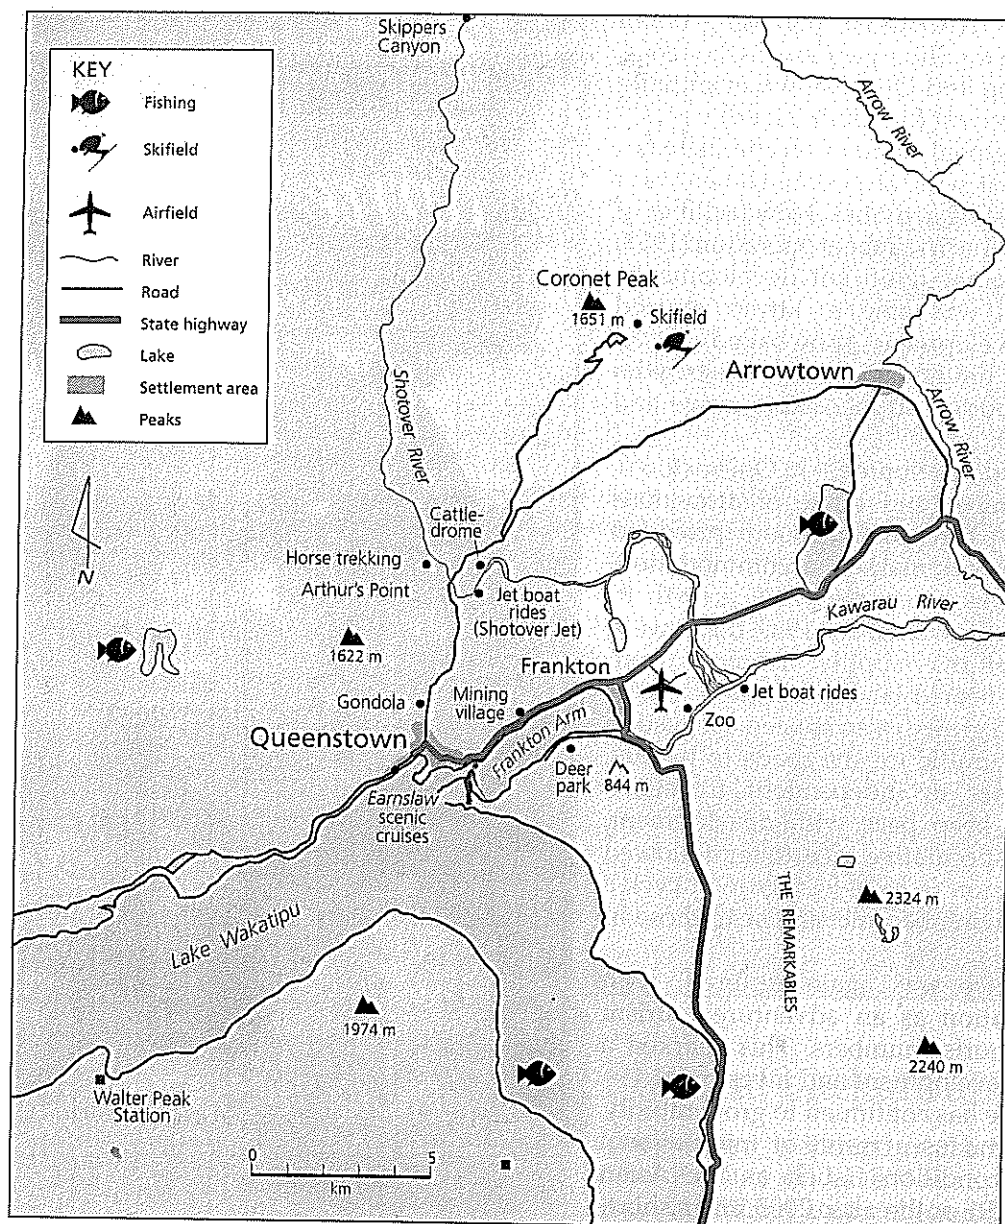 Skippers
Canyon
KEY
Fishing
Skifield
Airfield
River
Road
State highway
Lake
Settlement area
Peaks
N
Arrow River
Coronet Peak
1651 m
Skifield
Arrowtown
Arrow River
Shotover River
Cattle-
drome
Horse trekking
Arthur's Point
Jet boat
rides
(Shotover Jet)
1622 m
Kawarau River
Frankton
Gondola
Mining
village
Jet boat rides
Zoo
Queenstown
Frankton Arm
Deer
park
844 m
Earnslaw
scenic
cruises
THE REMARKABLES
2324 m
Lake Wakatipu
1974 m
2240 m
Walter Peak
Station
0 5
km